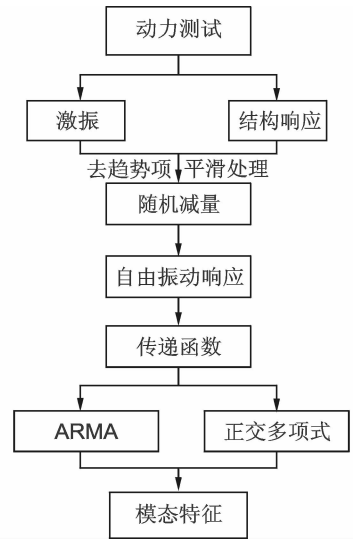 动力测试
激振
结构响应
去趋势项 平滑处理
随机减量
自由振动响应
传递函数
ARMA
正交多项式
模态特征